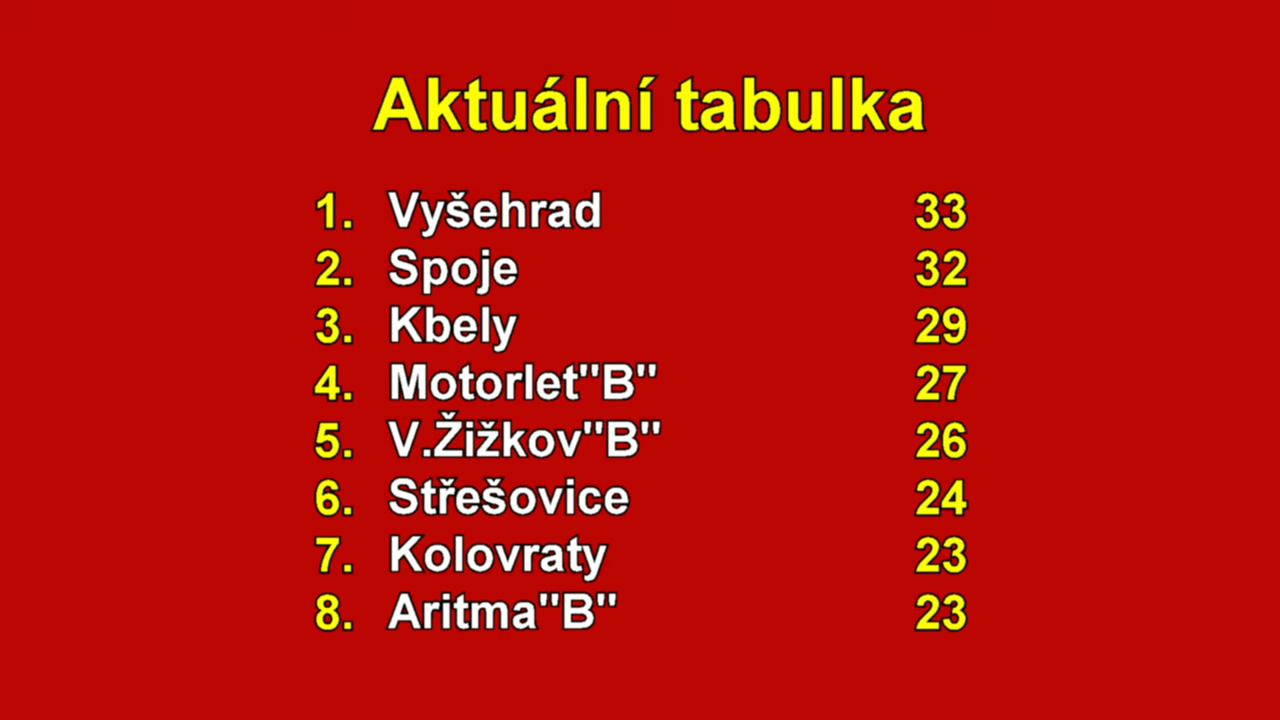 Aktuální tabulka
1. Vyšehrad 33
2. Spoje 32
3. Kbely 29
4. Motorlet"B" 27
5. V.Žižkov"B" 26
6. Střešovice 24
7. Kolovraty 23
8. Aritma"B" 23